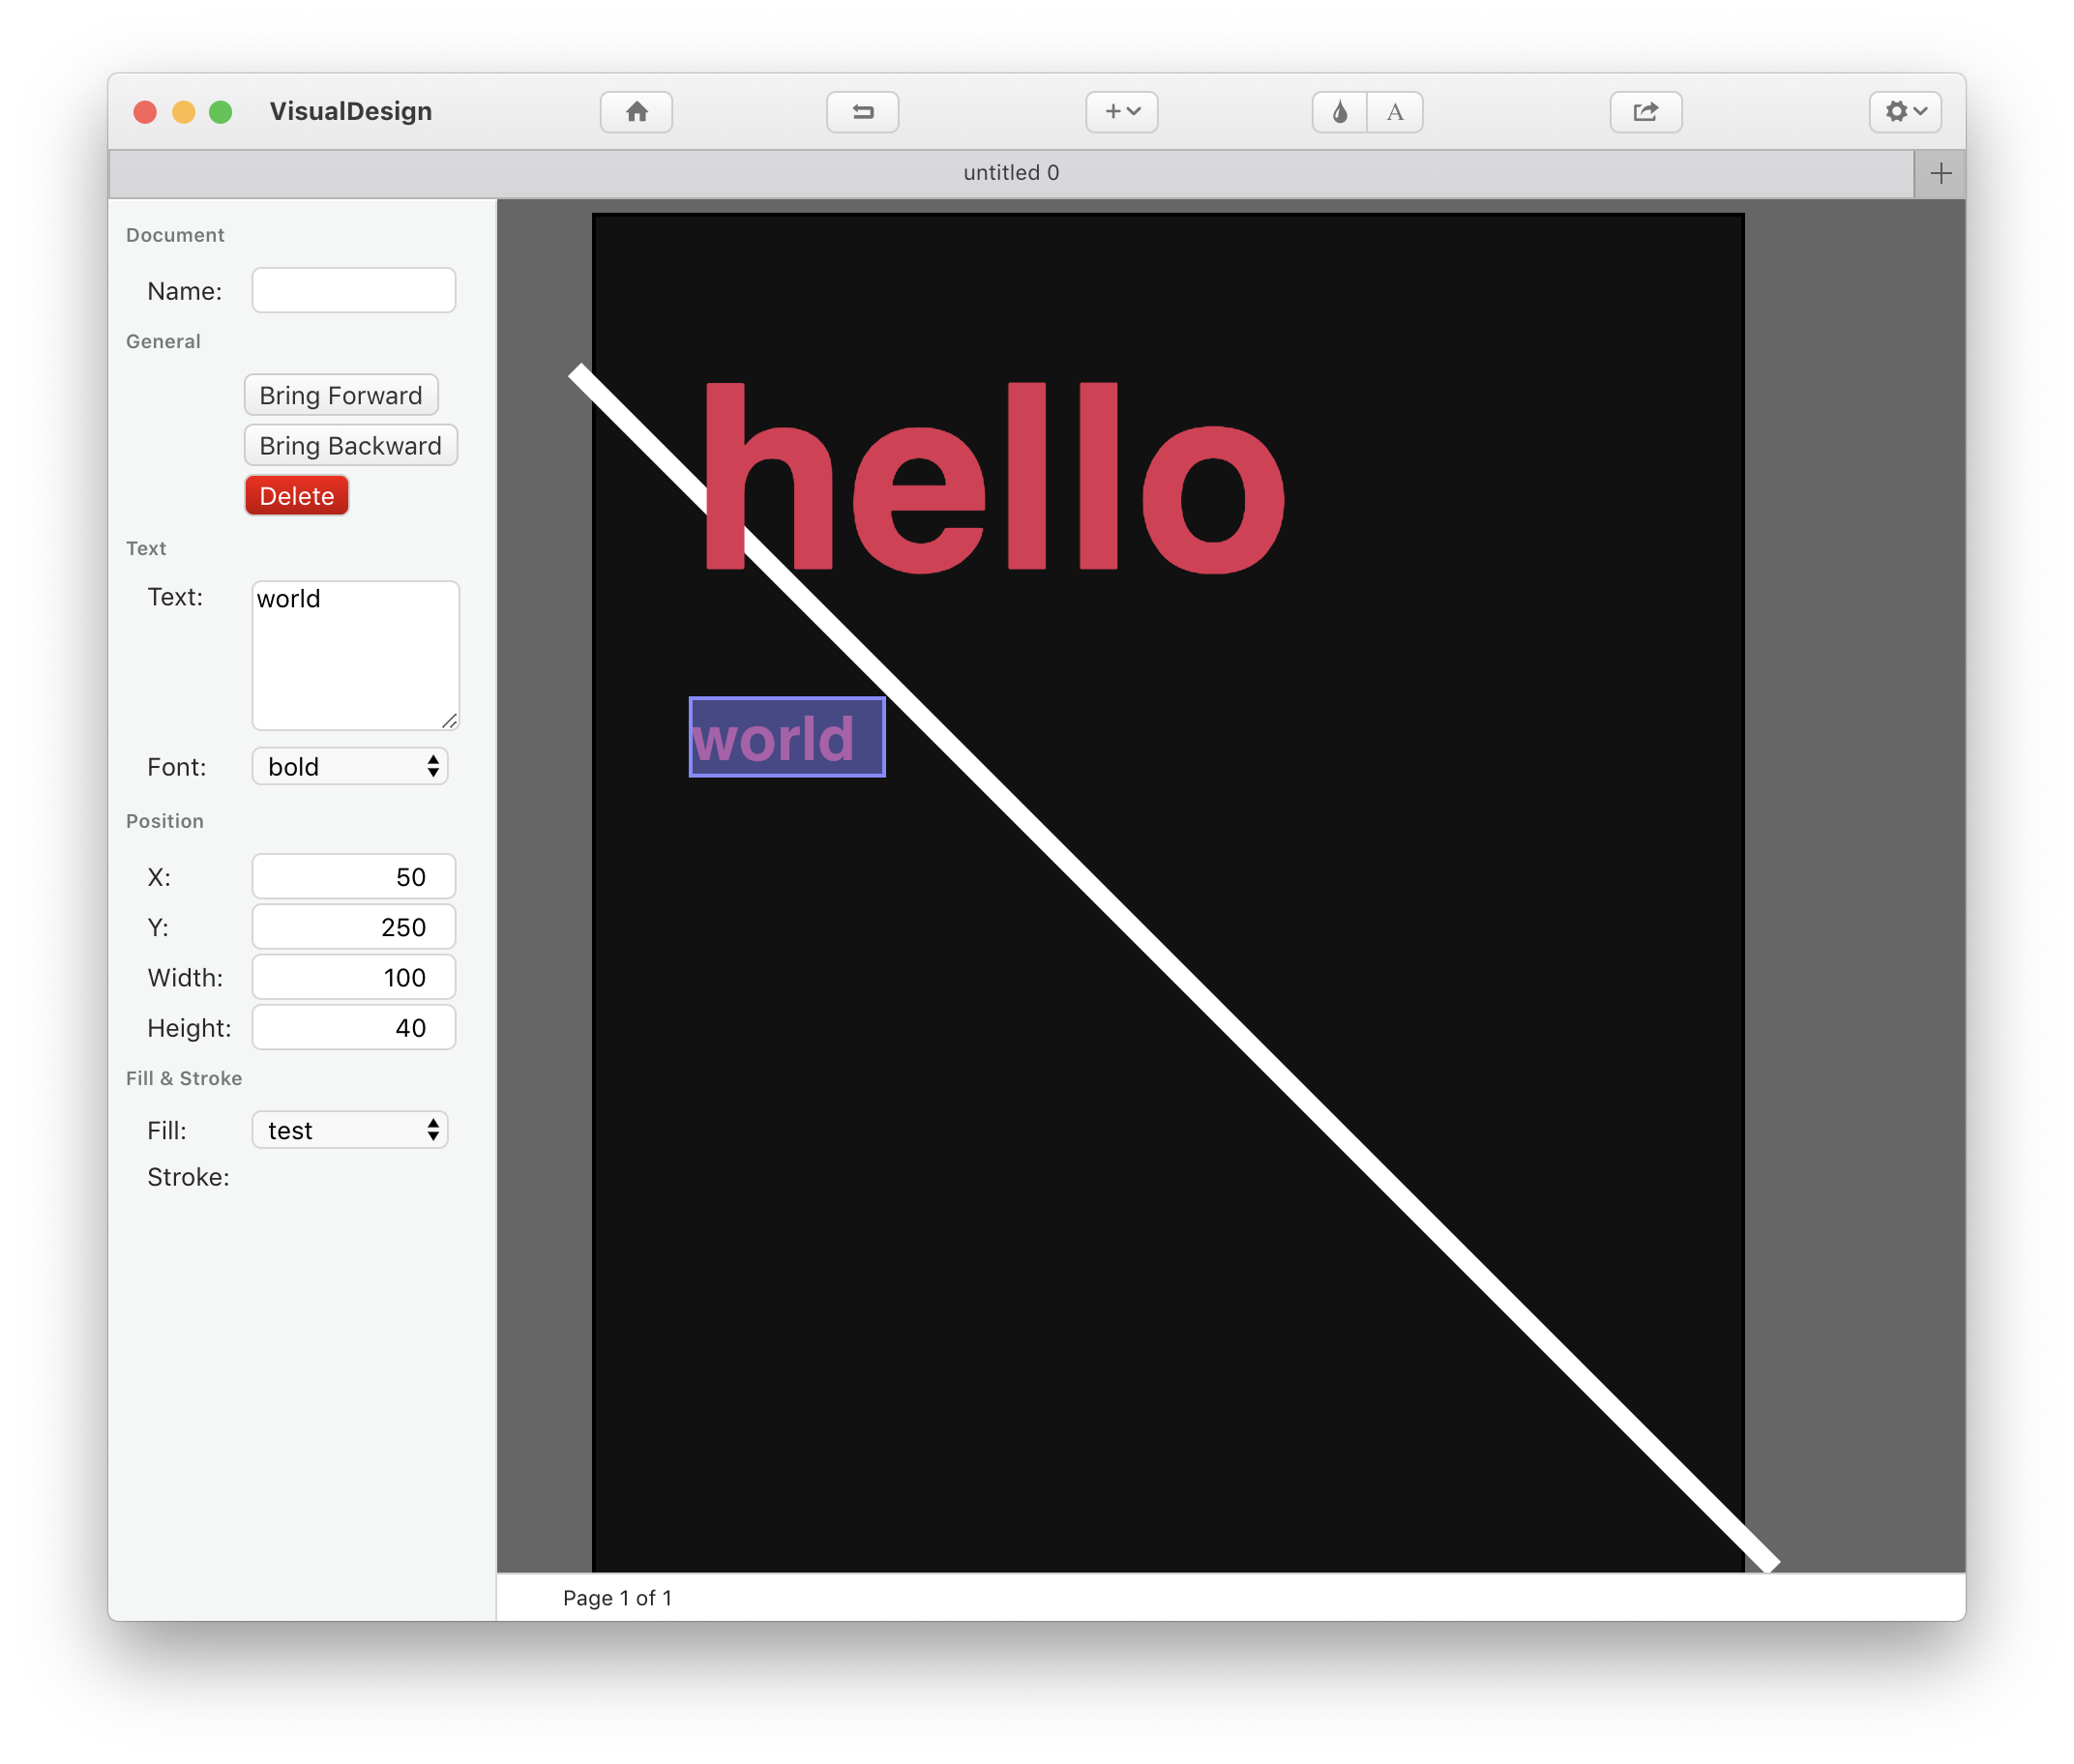 VisualDesign
A
untitled 0
Document
Name:
General
Bring Forward
Bring Backward
Delete
Text
Text: world
Font: bold
Position
X: 50
Y: 250
Width: 100
Height: 40
Fill & Stroke
Fill: test
Stroke:
hello
world
Page 1 of 1